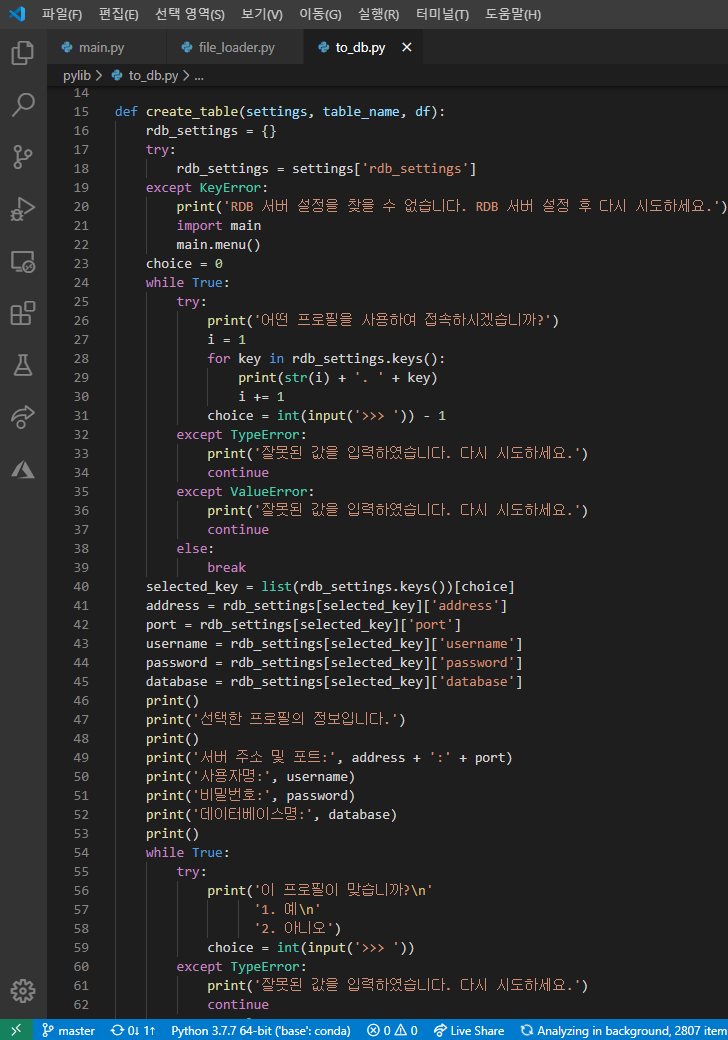 파일(F) 편집(E) 선택 영역(S) 보기(V) 이동(G) 실행(R) 터미널(T) 도움말(H)
main.py file_loader.py to_db.py ×
pylib > to_db.py > ...
14
15 def create_table(settings, table_name, df):
16 rdb_settings = {}
17 try:
18 rdb_settings = settings['rdb_settings']
19 except KeyError:
20 print('RDB 서버 설정을 찾을 수 없습니다. RDB 서버 설정 후 다시 시도하세요.')
21 import main
22 main.menu()
23 choice = 0
24 while True:
25 try:
26 print('어떤 프로필을 사용하여 접속하시겠습니까?')
27 i = 1
28 for key in rdb_settings.keys():
29 print(str(i) + '. ' + key)
30 i += 1
31 choice = int(input('>>> ')) - 1
32 except TypeError:
33 print('잘못된 값을 입력하였습니다. 다시 시도하세요.')
34 continue
35 except ValueError:
36 print('잘못된 값을 입력하였습니다. 다시 시도하세요.')
37 continue
38 else:
39 break
40 selected_key = list(rdb_settings.keys())[choice]
41 address = rdb_settings[selected_key]['address']
42 port = rdb_settings[selected_key]['port']
43 username = rdb_settings[selected_key]['username']
44 password = rdb_settings[selected_key]['password']
45 database = rdb_settings[selected_key]['database']
46 print()
47 print('선택한 프로필의 정보입니다.')
48 print()
49 print('서버 주소 및 포트:', address + ':' + port)
50 print('사용자명:', username)
51 print('비밀번호:', password)
52 print('데이터베이스명:', database)
53 print()
54 while True:
55 try:
56 print('이 프로필이 맞습니까?\n'
57 '1. 예\n'
58 '2. 아니오')
59 choice = int(input('>>> '))
60 except TypeError:
61 print('잘못된 값을 입력하였습니다. 다시 시도하세요.')
62 continue
master 0↓ 1↑ Python 3.7.7 64-bit ('base': conda) 0 0 Live Share Analyzing in background, 2807 item